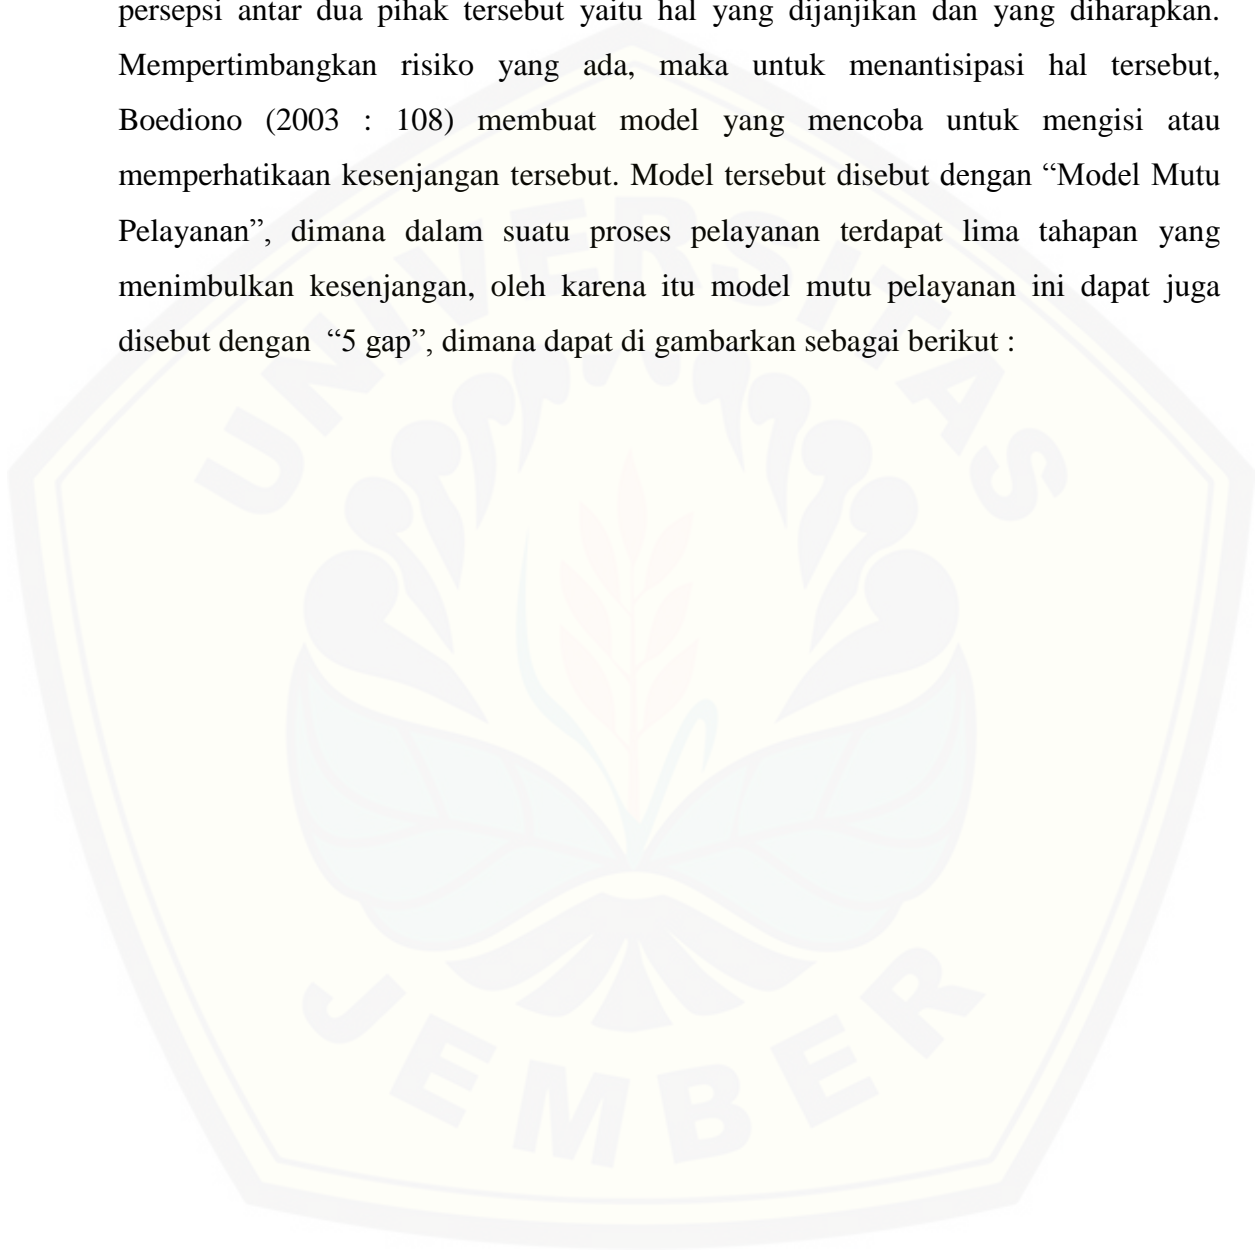 persepsi antar dua pihak tersebut yaitu hal yang dijanjikan dan yang diharapkan.
Mempertimbangkan risiko yang ada, maka untuk menantisipasi hal tersebut,
Boediono (2003 : 108) membuat model yang mencoba untuk mengisi atau
memperhatikaan kesenjangan tersebut. Model tersebut disebut dengan “Model Mutu
Pelayanan”, dimana dalam suatu proses pelayanan terdapat lima tahapan yang
menimbulkan kesenjangan, oleh karena itu model mutu pelayanan ini dapat juga
disebut dengan “5 gap”, dimana dapat di gambarkan sebagai berikut :
UNIVERSITAS
JEMBER